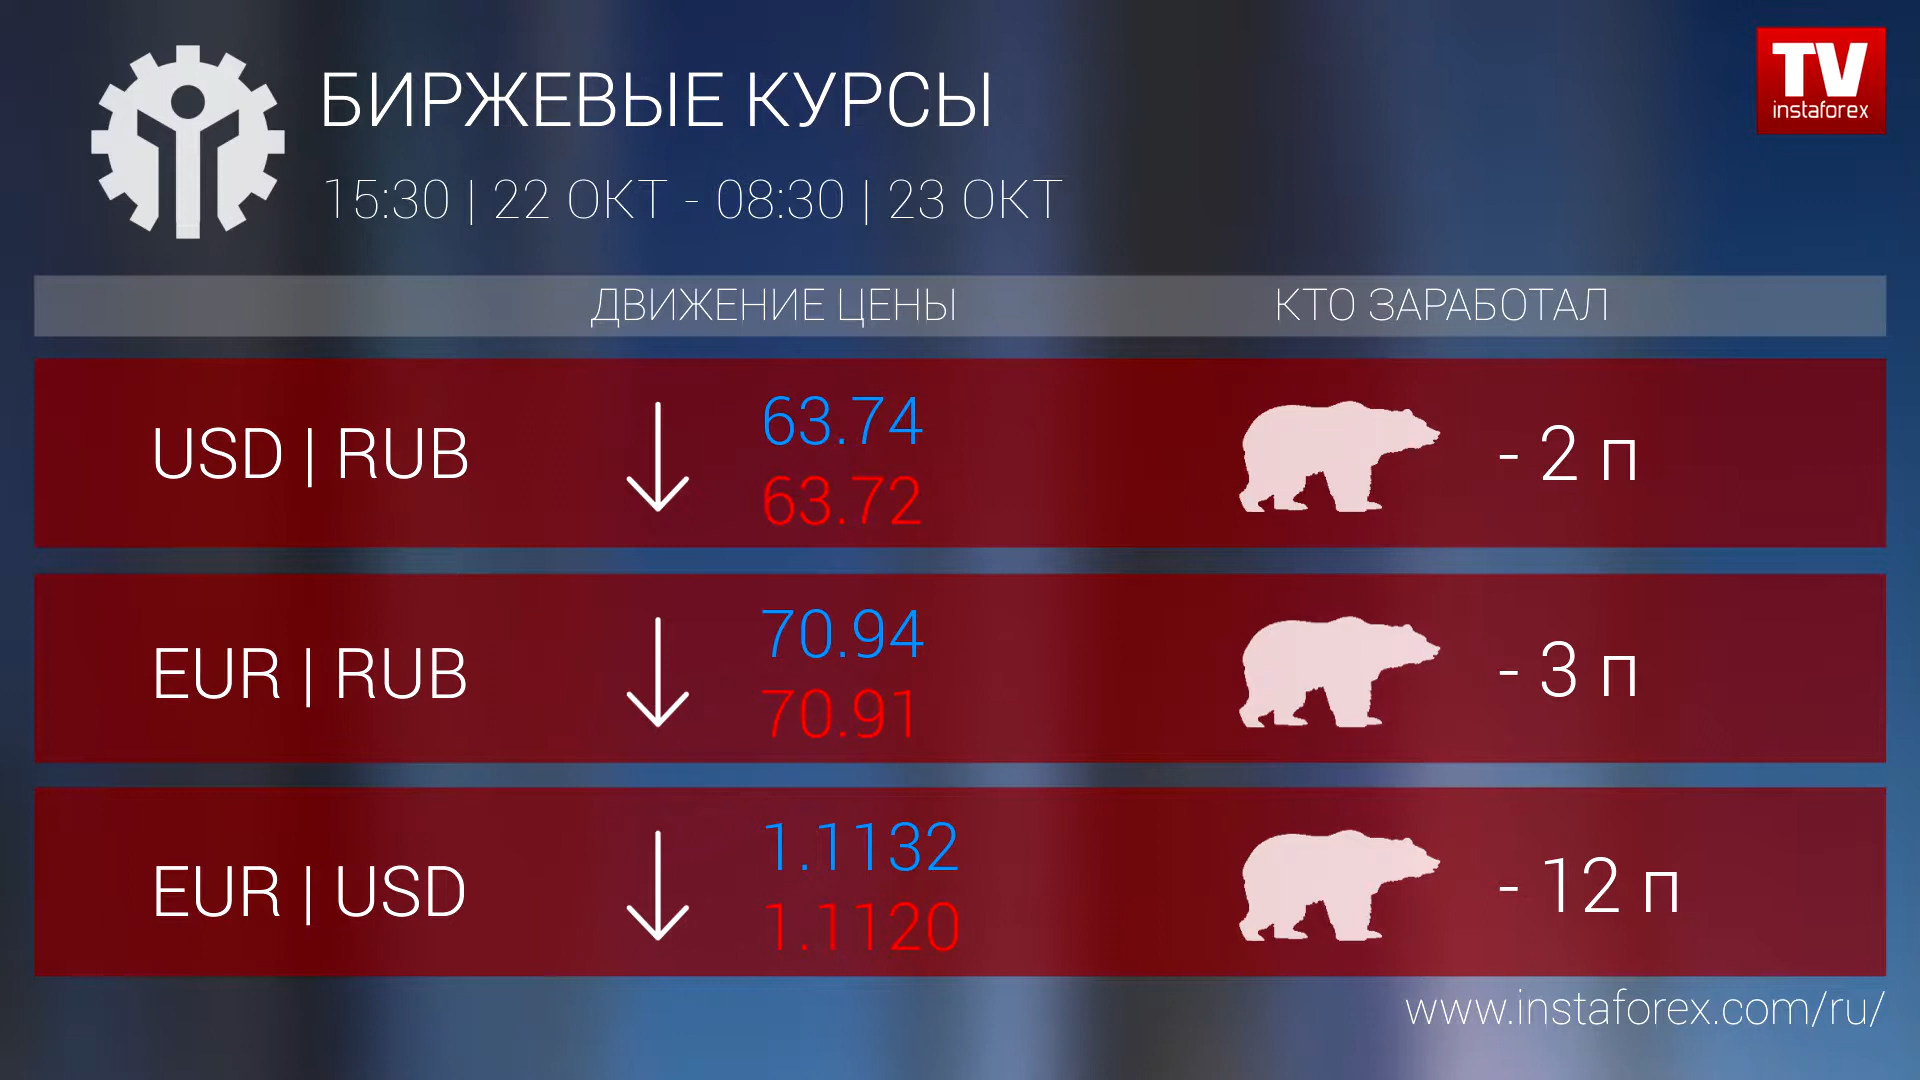 БИРЖЕВЫЕ КУРСЫ
TV
instaforex
15:30 | 22 ОКТ - 08:30 | 23 ОКТ
ДВИЖЕНИЕ ЦЕНЫ КТО ЗАРАБОТАЛ
USD | RUB 63.74 63.72 - 2 п
EUR | RUB 70.94 70.91 - 3 п
EUR | USD 1.1132 1.1120 - 12 п
www.instaforex.com/ru/